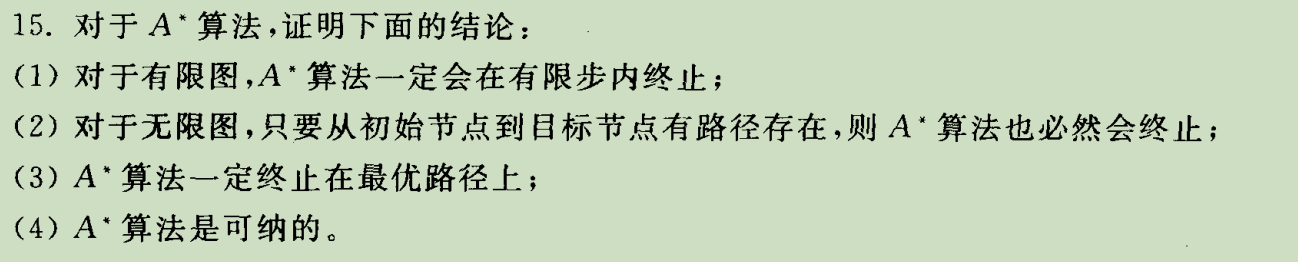 15. 对于 A* 算法,证明下面的结论:
(1) 对于有限图,A* 算法一定会在有限步内终止;
(2) 对于无限图,只要从初始节点到目标节点有路径存在,则 A* 算法也必然会终止;
(3) A* 算法一定终止在最优路径上;
(4) A* 算法是可纳的。